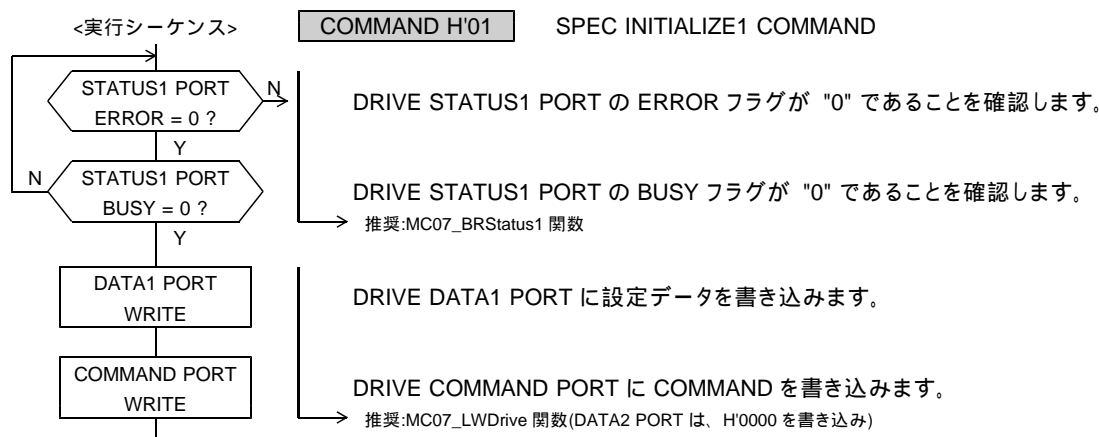 <実行シーケンス>
COMMAND H'01 SPEC INITIALIZE1 COMMAND
STATUS1 PORT
ERROR = 0 ?
N
DRIVE STATUS1 PORT の ERROR フラグが "0" であることを確認します。
Y
N
STATUS1 PORT
BUSY = 0 ?
DRIVE STATUS1 PORT の BUSY フラグが "0" であることを確認します。
推奨:MC07_BRStatus1 関数
Y
DATA1 PORT
WRITE
DRIVE DATA1 PORT に設定データを書き込みます。
COMMAND PORT
WRITE
DRIVE COMMAND PORT に COMMAND を書き込みます。
推奨:MC07_LWDrive 関数(DATA2 PORT は、H'0000 を書き込み)